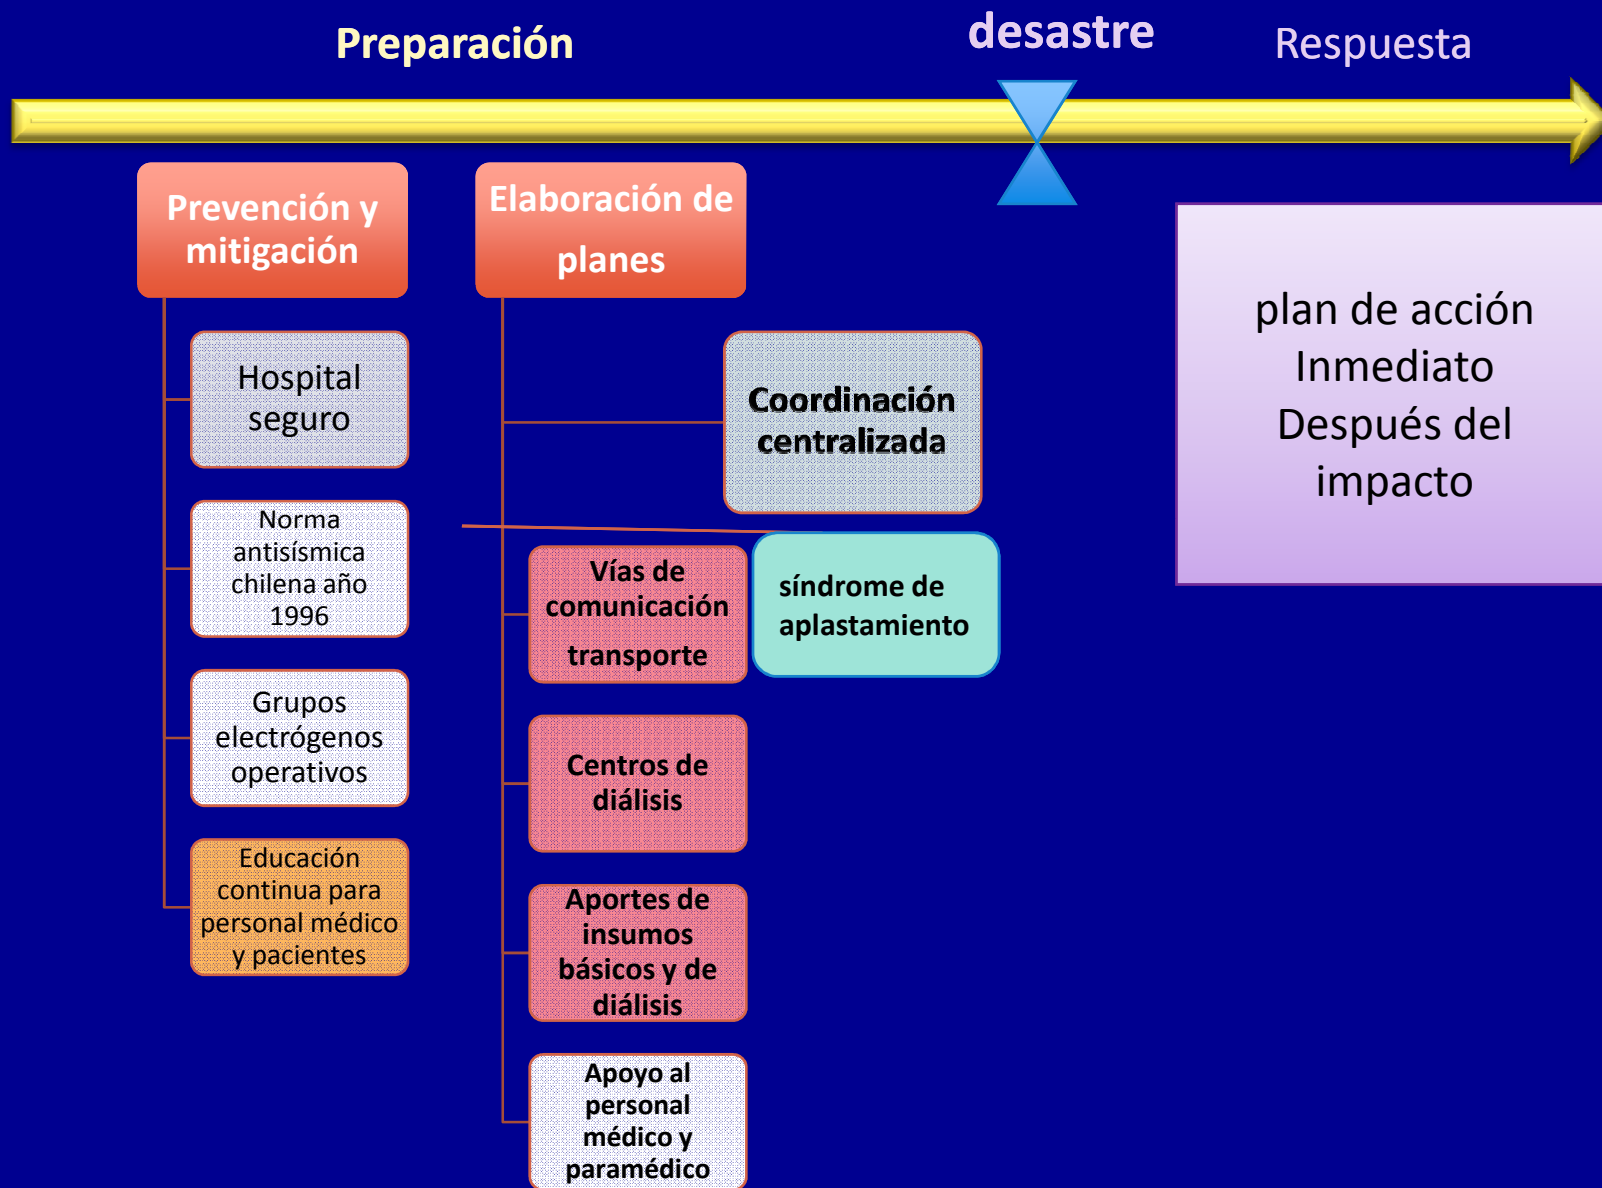 Preparación
desastre
Respuesta
Prevención y
mitigación
Hospital
seguro
Norma
antisísmica
chilena año
1996
Grupos
electrógenos
operativos
Educación
continua para
personal médico
y pacientes
Elaboración de
planes
Coordinación
centralizada
Vías de
comunicación
transporte
síndrome de
aplastamiento
Centros de
diálisis
Aportes de
insumos
básicos y de
diálisis
Apoyo al
personal
médico y
paramédico
plan de acción
Inmediato
Después del
impacto